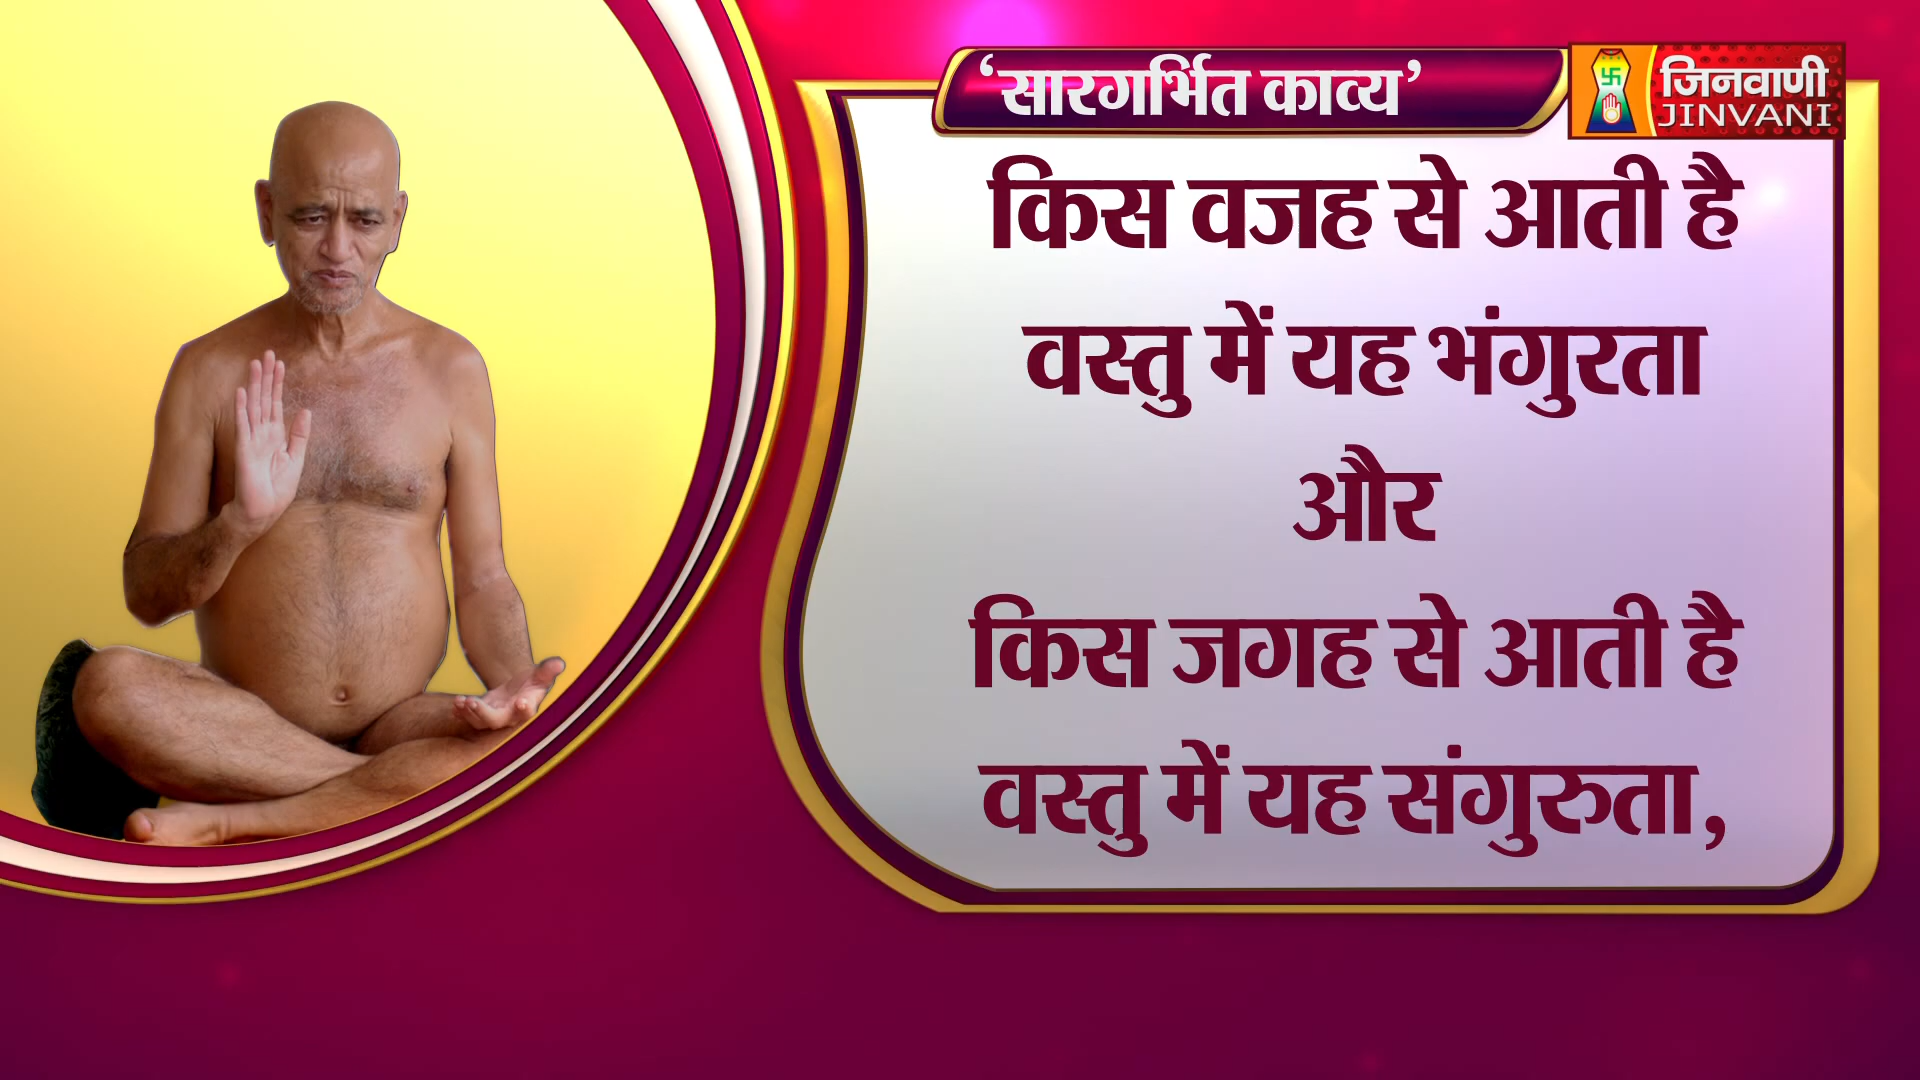 ‘सारगर्भित काव्य’
जिनवाणी
JINVANI
किस वजह से आती है
वस्तु में यह भंगुरता
और
किस जगह से आती है
वस्तु में यह संगुरुता,